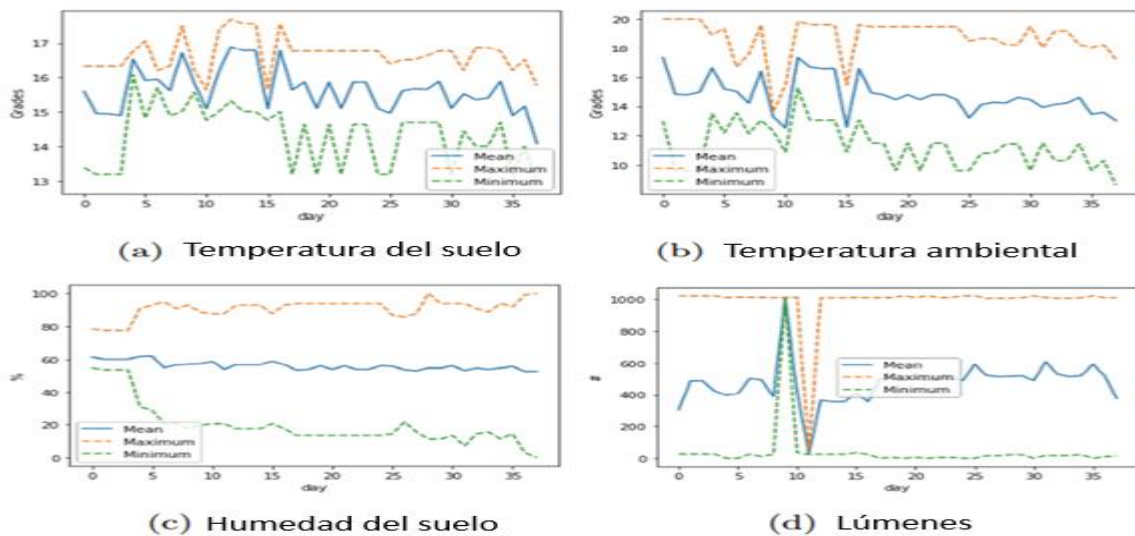 17
16
15
14
13
Grades
Mean
Maximum
Minimum
0 5 10 15 20 25 30 35
day
(a) Temperatura del suelo
20
18
16
14
12
10
Grades
Mean
Maximum
Minimum
0 5 10 15 20 25 30 35
day
(b) Temperatura ambiental
100
80
60
40
20
0
%
Mean
Maximum
Minimum
0 5 10 15 20 25 30 35
day
(c) Humedad del suelo
1000
800
600
400
200
0
#
Mean
Maximum
Minimum
0 5 10 15 20 25 30 35
day
(d) Lúmenes